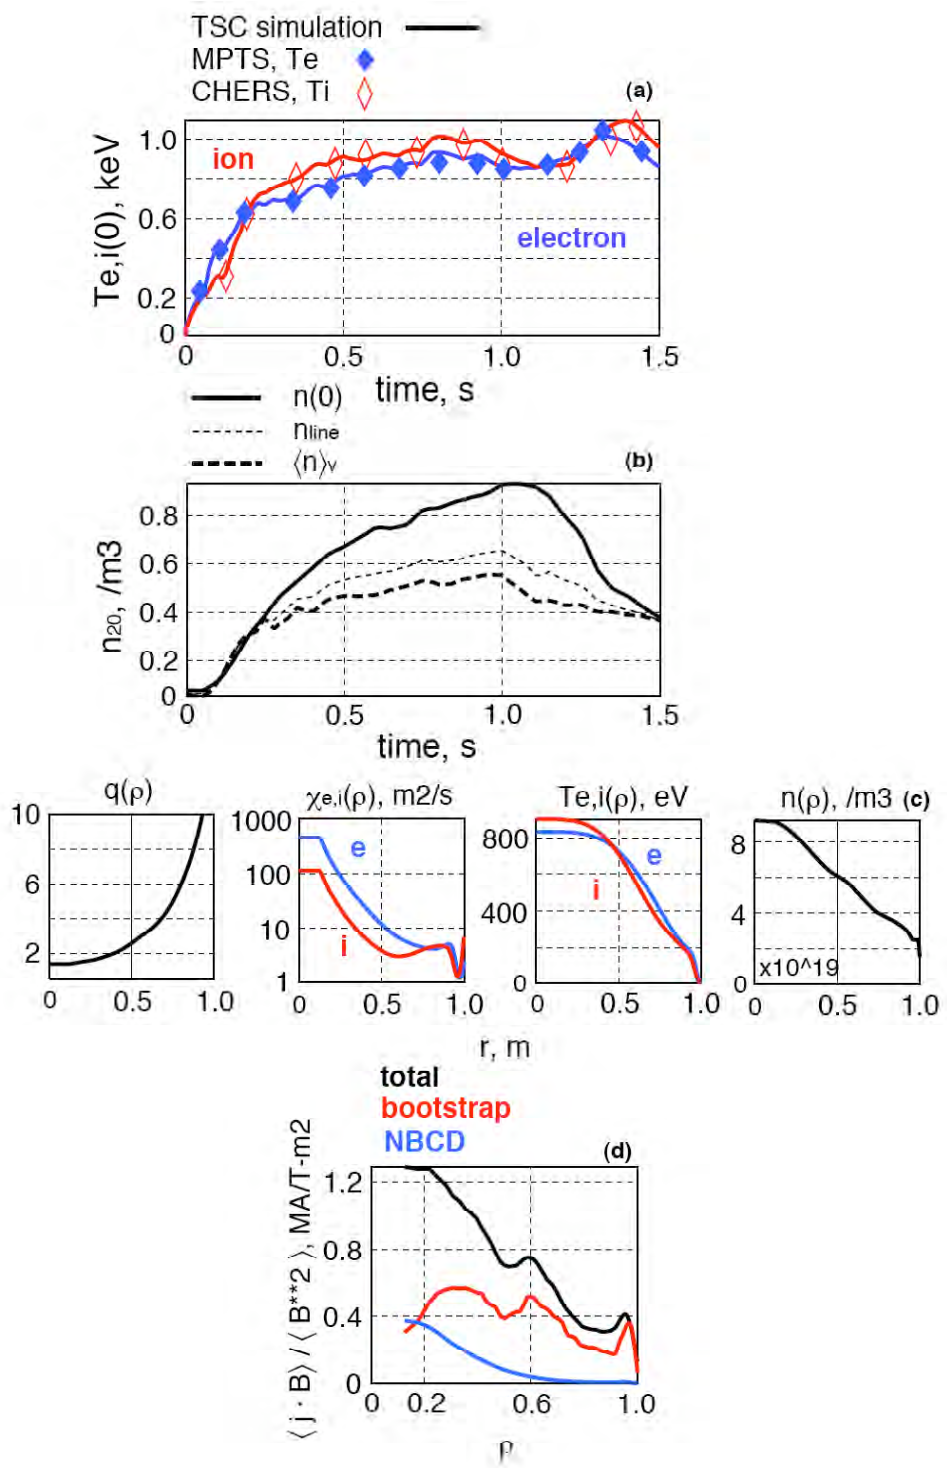 TSC simulation
MPTS, Te
CHERS, Ti
(a)
Te,i(0), keV
1.0
0.6
0.2
0
ion
electron
0 0.5 1.0 1.5
time, s
n(0)
nline
⟨n⟩v
(b)
n20, /m3
0.8
0.6
0.4
0.2
0
0 0.5 1.0 1.5
time, s
q(ρ)
10
6
2
0 0.5 1.0
χe,i(ρ), m2/s
1000
100
10
1
e
i
0 0.5 1.0
Te,i(ρ), eV
800
400
0
e
i
0 0.5 1.0
n(ρ), /m3 (c)
8
4
0
x10^19
0 0.5 1.0
r, m
total
bootstrap
NBCD
(d)
⟨ j · B⟩ / ⟨ B**2 ⟩, MA/T-m2
1.2
0.8
0.4
0
0 0.2 0.6 1.0
ρ